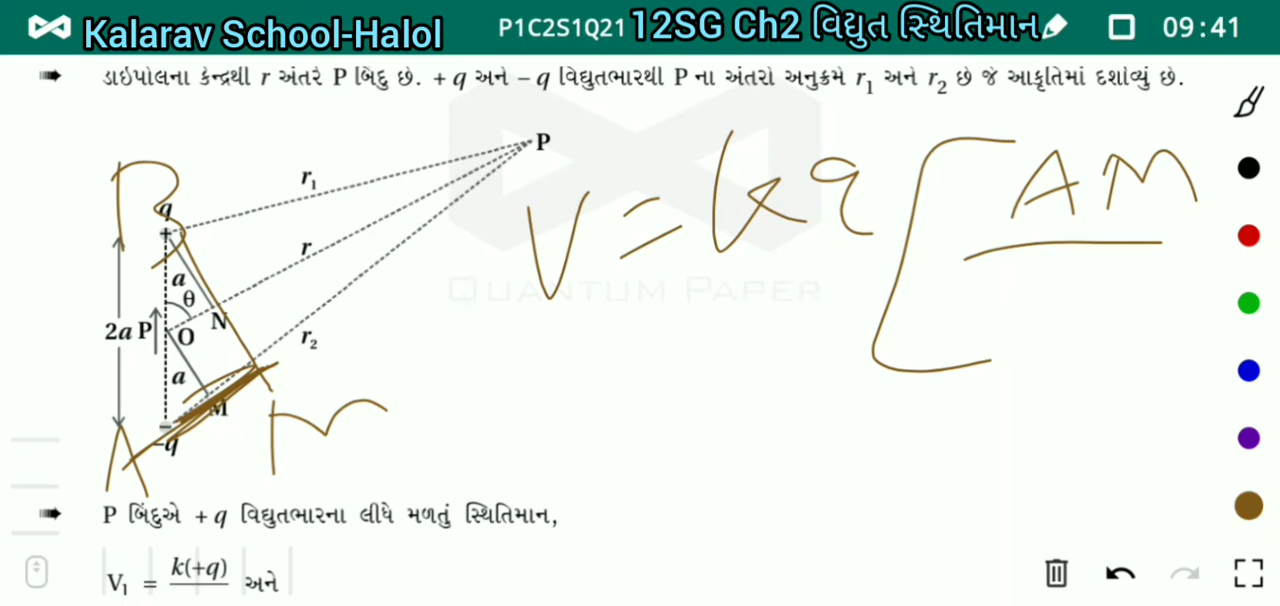 Kalarav School-Halol P1C2S1Q21 12SG Ch2 વિદ્યુત સ્થિતિમાન 09:41
ડાઇપોલના કેન્દ્રથી r અંતરે P બિંદુ છે. + q અને – q વિદ્યુતભારથી P ના અંતરો અનુક્રમે r₁ અને r₂ છે જે આકૃતિમાં દર્શાવ્યું છે.
P
r₁
B
q
+
r
a
θ
N
2a P
O
r₂
a
M
–
–q
A
M
V = kq [ AM
QUANTUM PAPER
P બિંદુએ + q વિદ્યુતભારના લીધે મળતું સ્થિતિમાન,
V₁ = k(+q) અને